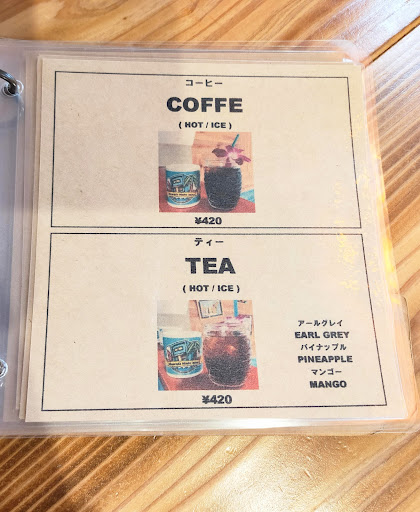 コーヒー
COFFE
( HOT / ICE )
¥420
ティー
TEA
( HOT / ICE )
アールグレイ
EARL GREY
パイナップル
PINEAPPLE
マンゴー
MANGO
¥420